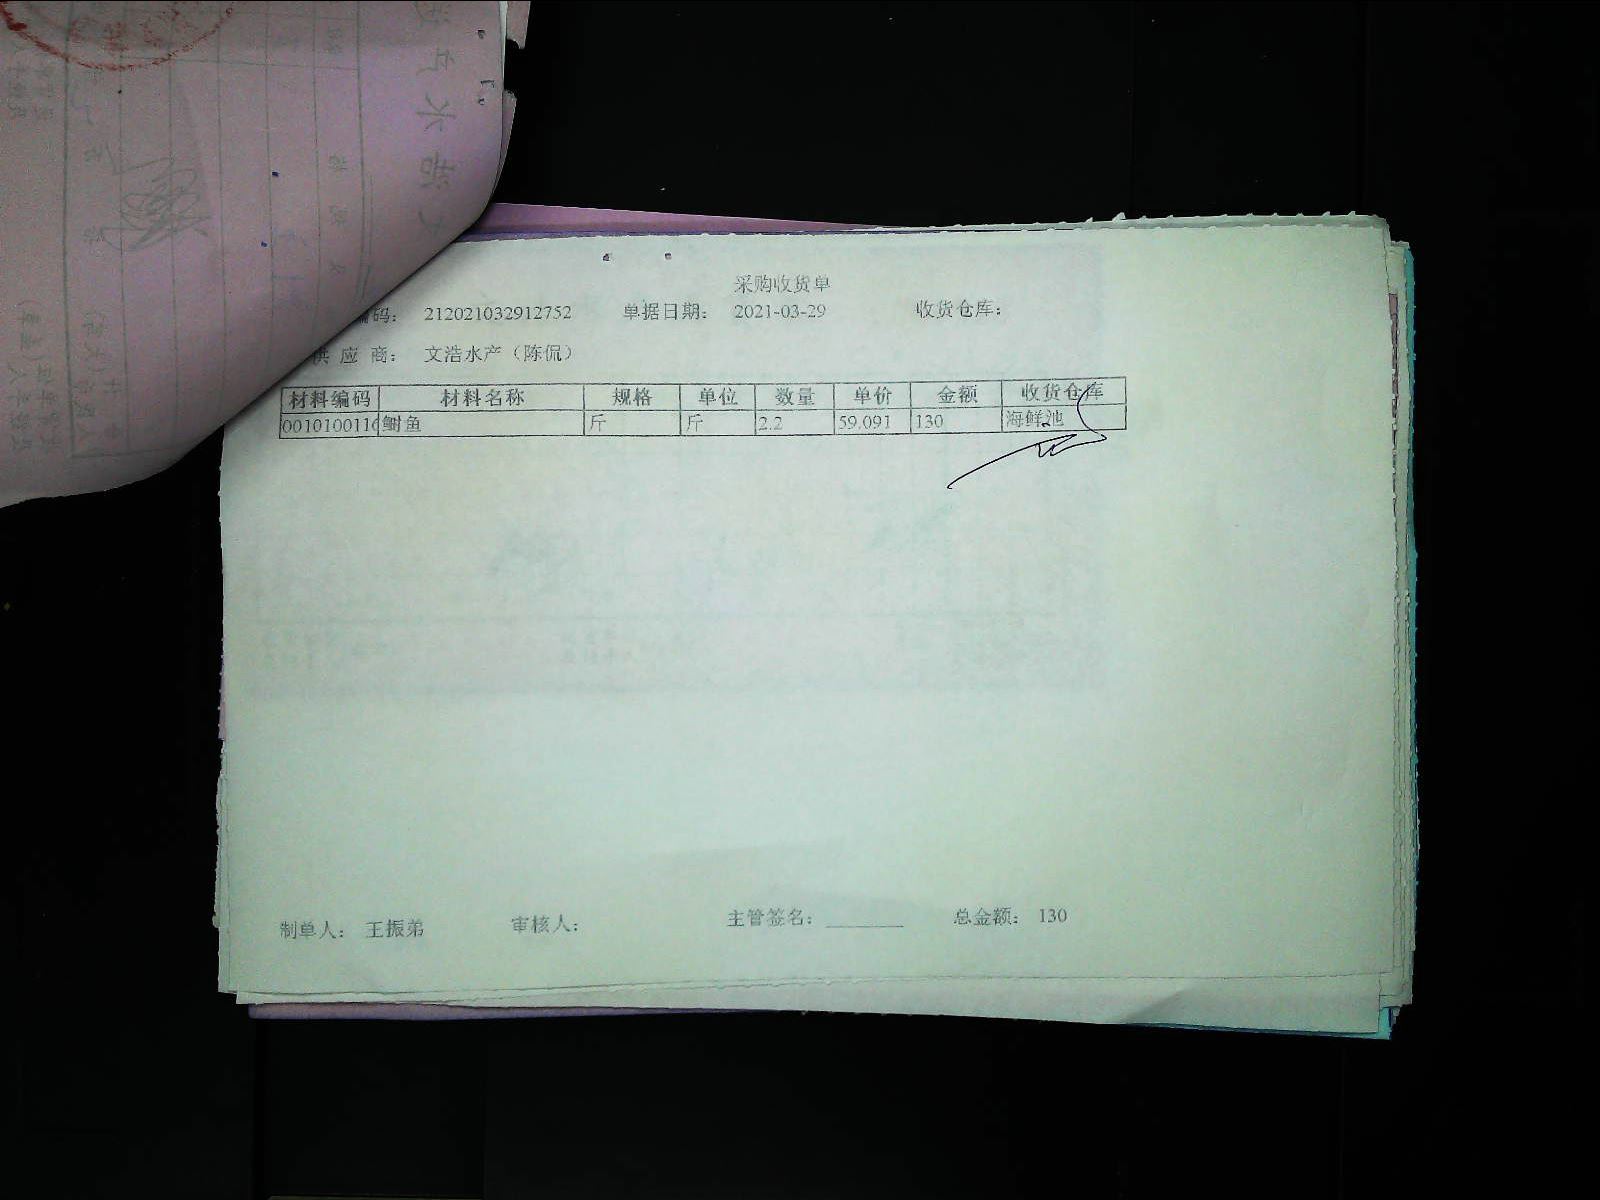 采购收货单
编码： 212021032912752 单据日期： 2021-03-29 收货仓库：
供应商： 文浩水产（陈侃）
材料编码 材料名称 规格 单位 数量 单价 金额 收货仓库
0010100110 鲥鱼 斤 斤 2.2 59.091 130 海鲜池
制单人： 王振弟 审核人： 主管签名： ________ 总金额： 130